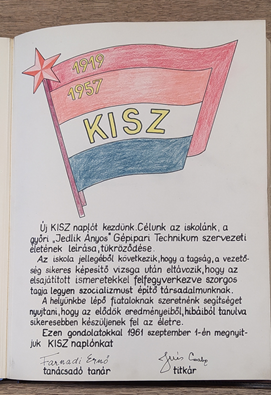 1919
1957
KISZ
Új KISZ naplót kezdünk. Célunk az iskolánk, a
győri „Jedlik Ányos" Gépipari Technikum szervezeti
életének leírása, tükröződése.
Az iskola jellegéből következik, hogy a tagság, a vezető-
ség sikeres képesítő vizsga után eltávozik, hogy az
elsajátított ismeretekkel felfegyverkezve szorgos
tagja legyen szocializmust építő társadalmunknak.
A helyünkbe lépő fiataloknak szeretnénk segítséget
nyujtani, hogy az elődök eredményeiből, hibáiból tanulva
sikeresebben készüljenek fel az életre.
Ezen gondolatokkal 1961 szeptember 1-én megnyit-
juk KISZ naplónkat
Farnadi Ernő
tanácsadó tanár
titkár